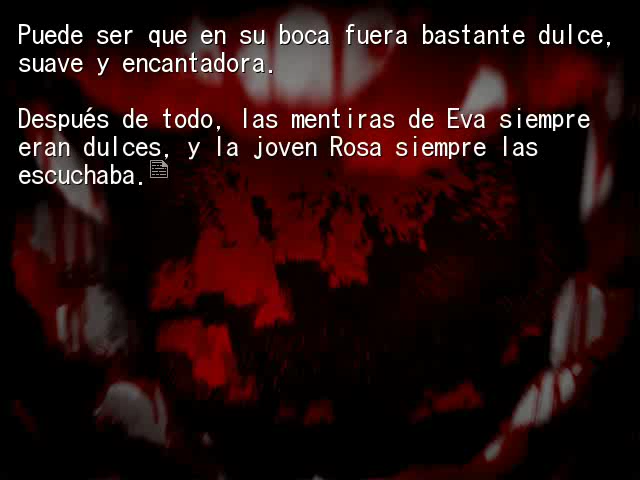 Puede ser que en su boca fuera bastante dulce,
suave y encantadora.
Después de todo, las mentiras de Eva siempre
eran dulces, y la joven Rosa siempre las
escuchaba.